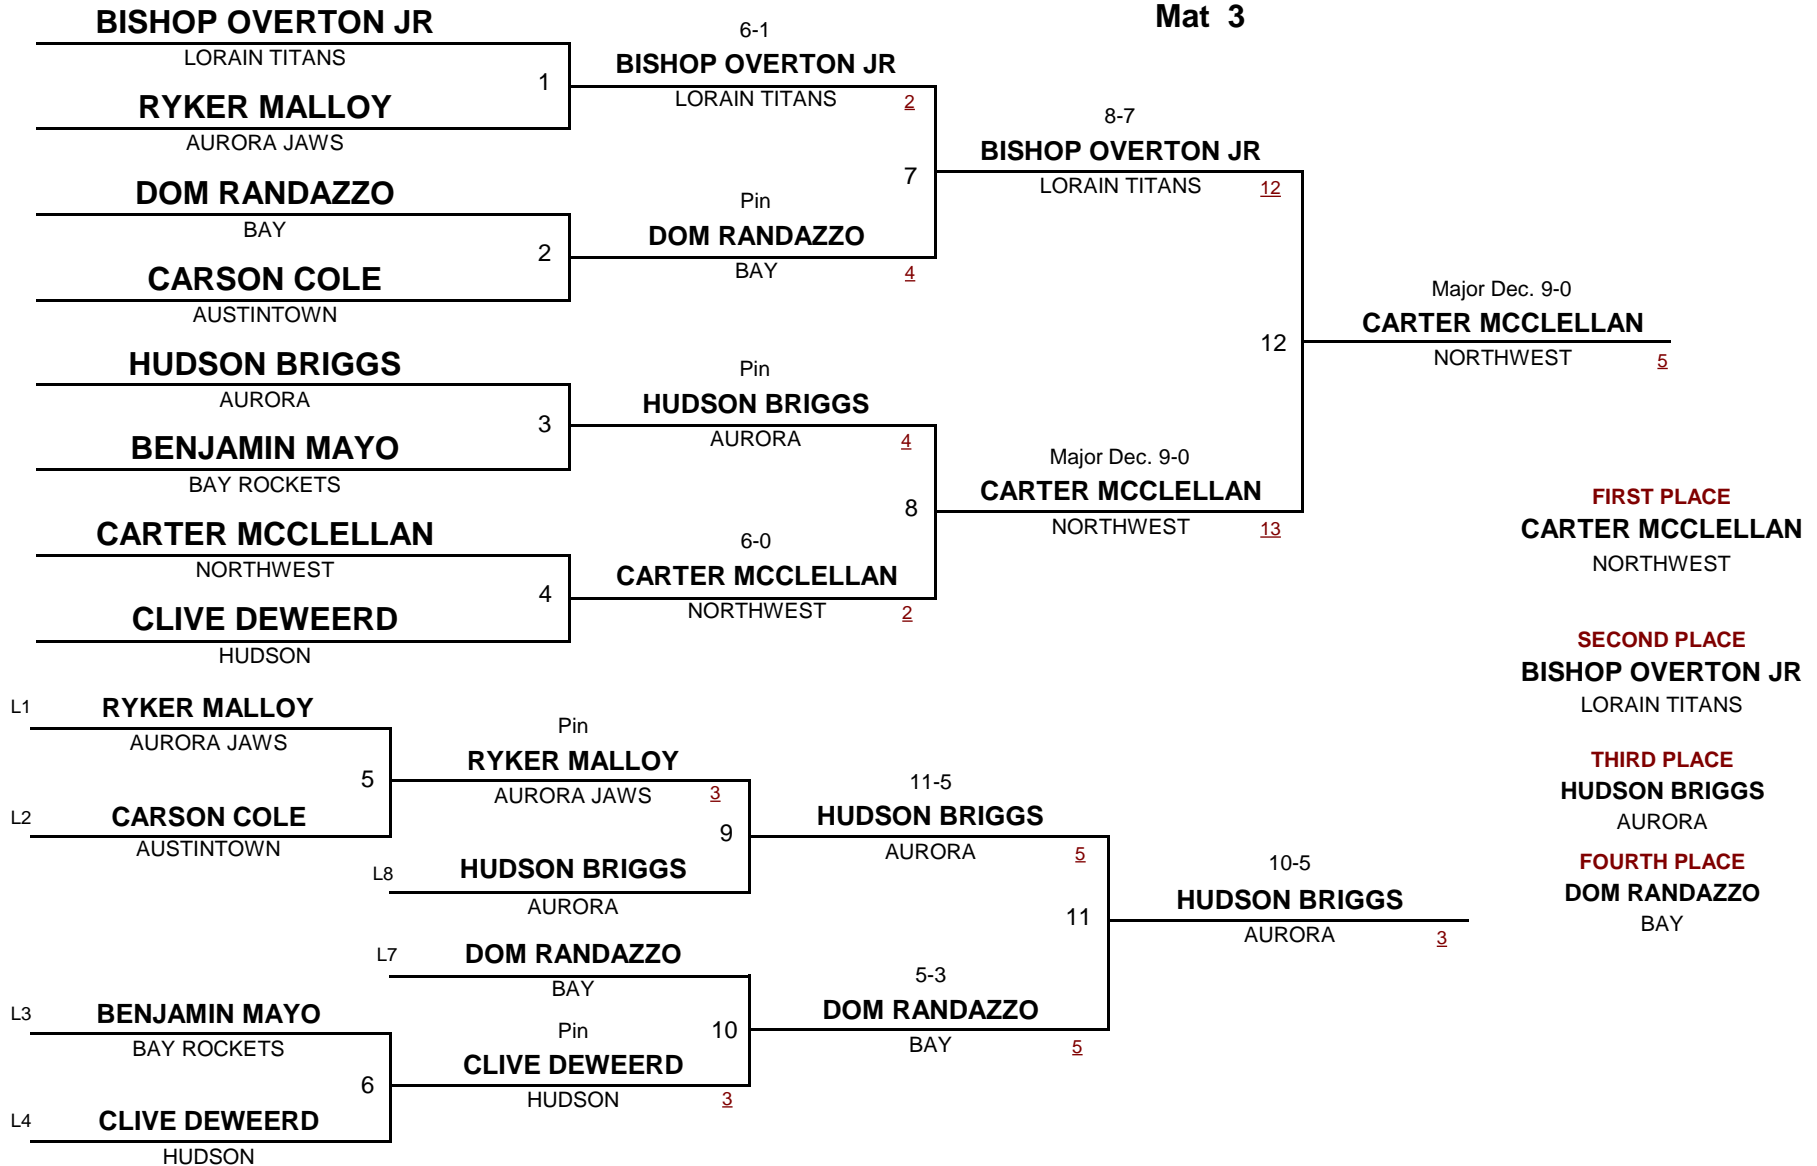 Mat 3
BISHOP OVERTON JR
LORAIN TITANS
1
RYKER MALLOY
AURORA JAWS
DOM RANDAZZO
BAY
2
CARSON COLE
AUSTINTOWN
HUDSON BRIGGS
AURORA
3
BENJAMIN MAYO
BAY ROCKETS
CARTER MCCLELLAN
NORTHWEST
4
CLIVE DEWEERD
HUDSON
6-1
BISHOP OVERTON JR
LORAIN TITANS 2
7
Pin
DOM RANDAZZO
BAY 4
Pin
HUDSON BRIGGS
AURORA 4
8
6-0
CARTER MCCLELLAN
NORTHWEST 2
8-7
BISHOP OVERTON JR
LORAIN TITANS 12
12
Major Dec. 9-0
CARTER MCCLELLAN
NORTHWEST 13
Major Dec. 9-0
CARTER MCCLELLAN
NORTHWEST 5
FIRST PLACE
CARTER MCCLELLAN
NORTHWEST
SECOND PLACE
BISHOP OVERTON JR
LORAIN TITANS
THIRD PLACE
HUDSON BRIGGS
AURORA
FOURTH PLACE
DOM RANDAZZO
BAY
L1 RYKER MALLOY
AURORA JAWS
5
L2 CARSON COLE
AUSTINTOWN
Pin
RYKER MALLOY
AURORA JAWS 3
9
L8 HUDSON BRIGGS
AURORA
L7 DOM RANDAZZO
BAY
10
Pin
CLIVE DEWEERD
HUDSON 3
L3 BENJAMIN MAYO
BAY ROCKETS
6
L4 CLIVE DEWEERD
HUDSON
11-5
HUDSON BRIGGS
AURORA 5
11
5-3
DOM RANDAZZO
BAY 5
10-5
HUDSON BRIGGS
AURORA 3